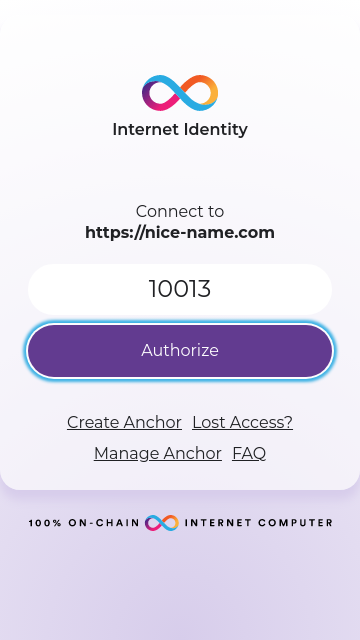 Internet Identity
Connect to
https://nice-name.com
10013
Authorize
Create Anchor Lost Access?
Manage Anchor FAQ
100% ON-CHAIN INTERNET COMPUTER